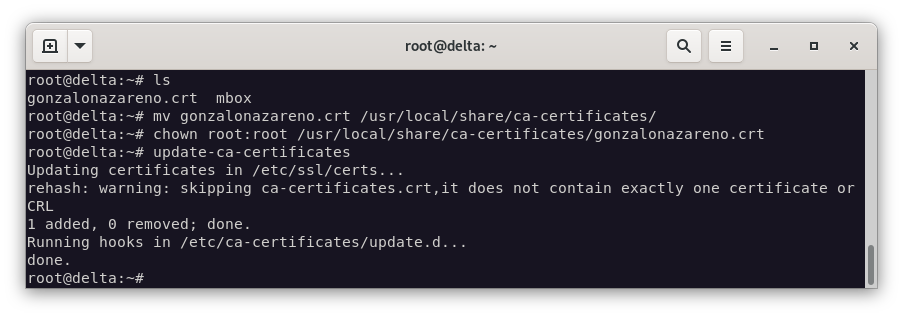 root@delta: ~
root@delta:~# ls
gonzalonazareno.crt  mbox
root@delta:~# mv gonzalonazareno.crt /usr/local/share/ca-certificates/
root@delta:~# chown root:root /usr/local/share/ca-certificates/gonzalonazareno.crt
root@delta:~# update-ca-certificates
Updating certificates in /etc/ssl/certs...
rehash: warning: skipping ca-certificates.crt,it does not contain exactly one certificate or
CRL
1 added, 0 removed; done.
Running hooks in /etc/ca-certificates/update.d...
done.
root@delta:~#